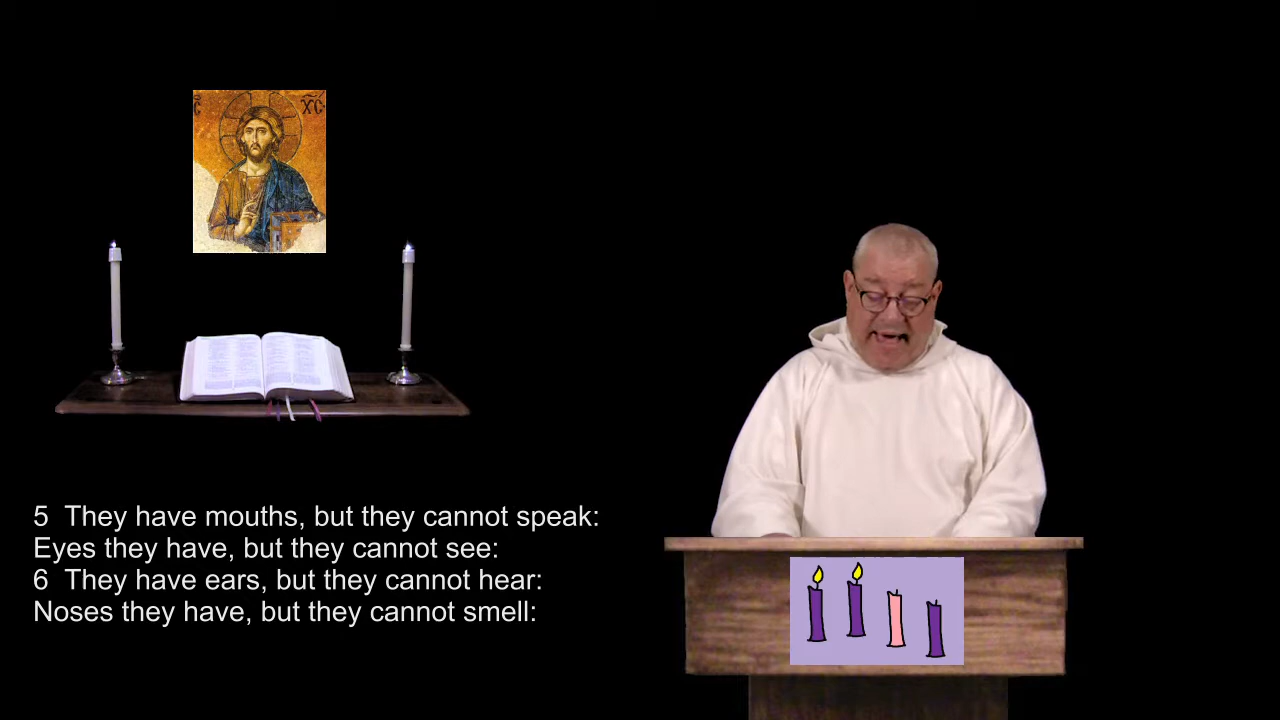 C
XC
5  They have mouths, but they cannot speak:
Eyes they have, but they cannot see:
6  They have ears, but they cannot hear:
Noses they have, but they cannot smell: